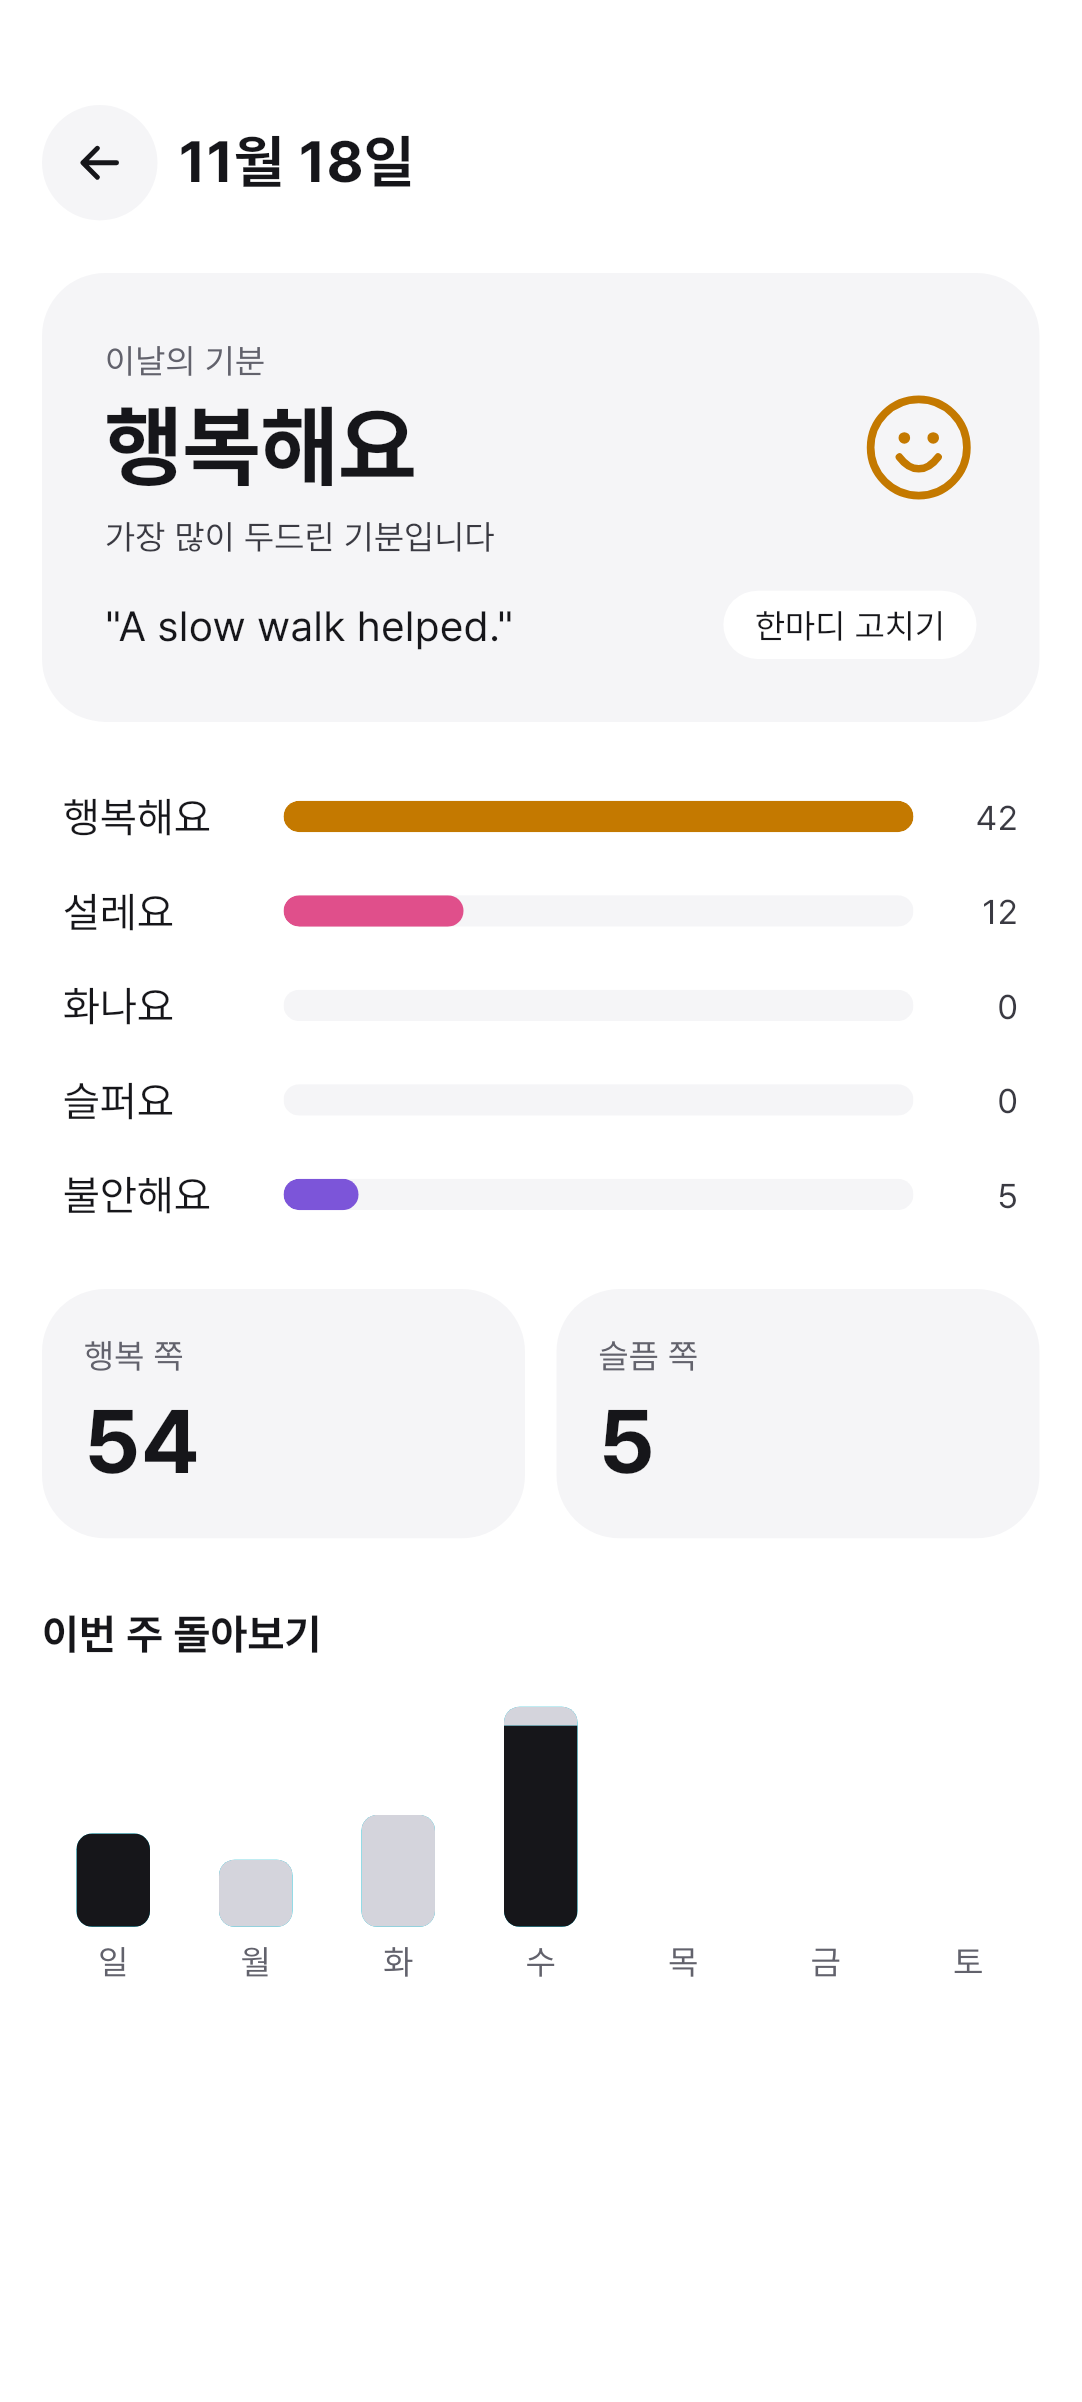 11월 18일
이날의 기분
행복해요
가장 많이 두드린 기분입니다
"A slow walk helped."
한마디 고치기
행복해요 42
설레요 12
화나요 0
슬퍼요 0
불안해요 5
행복 쪽
54
슬픔 쪽
5
이번 주 돌아보기
일 월 화 수 목 금 토